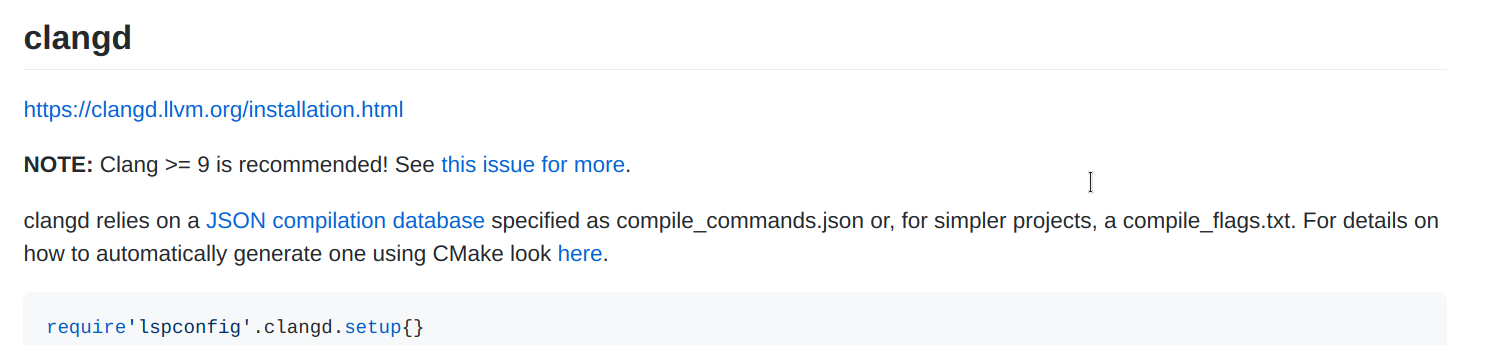 clangd
https://clangd.llvm.org/installation.html
NOTE: Clang >= 9 is recommended! See this issue for more.
clangd relies on a JSON compilation database specified as compile_commands.json or, for simpler projects, a compile_flags.txt. For details on
how to automatically generate one using CMake look here.
require'lspconfig'.clangd.setup{}